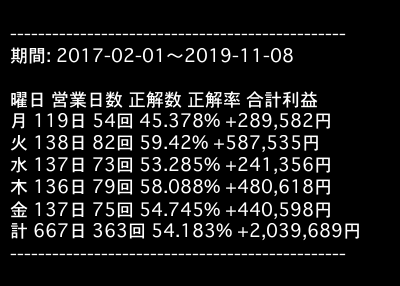 ------------------------------------------------
期間: 2017-02-01～2019-11-08
曜日 営業日数 正解数 正解率 合計利益
月 119日 54回 45.378% +289,582円
火 138日 82回 59.42% +587,535円
水 137日 73回 53.285% +241,356円
木 136日 79回 58.088% +480,618円
金 137日 75回 54.745% +440,598円
計 667日 363回 54.183% +2,039,689円
------------------------------------------------